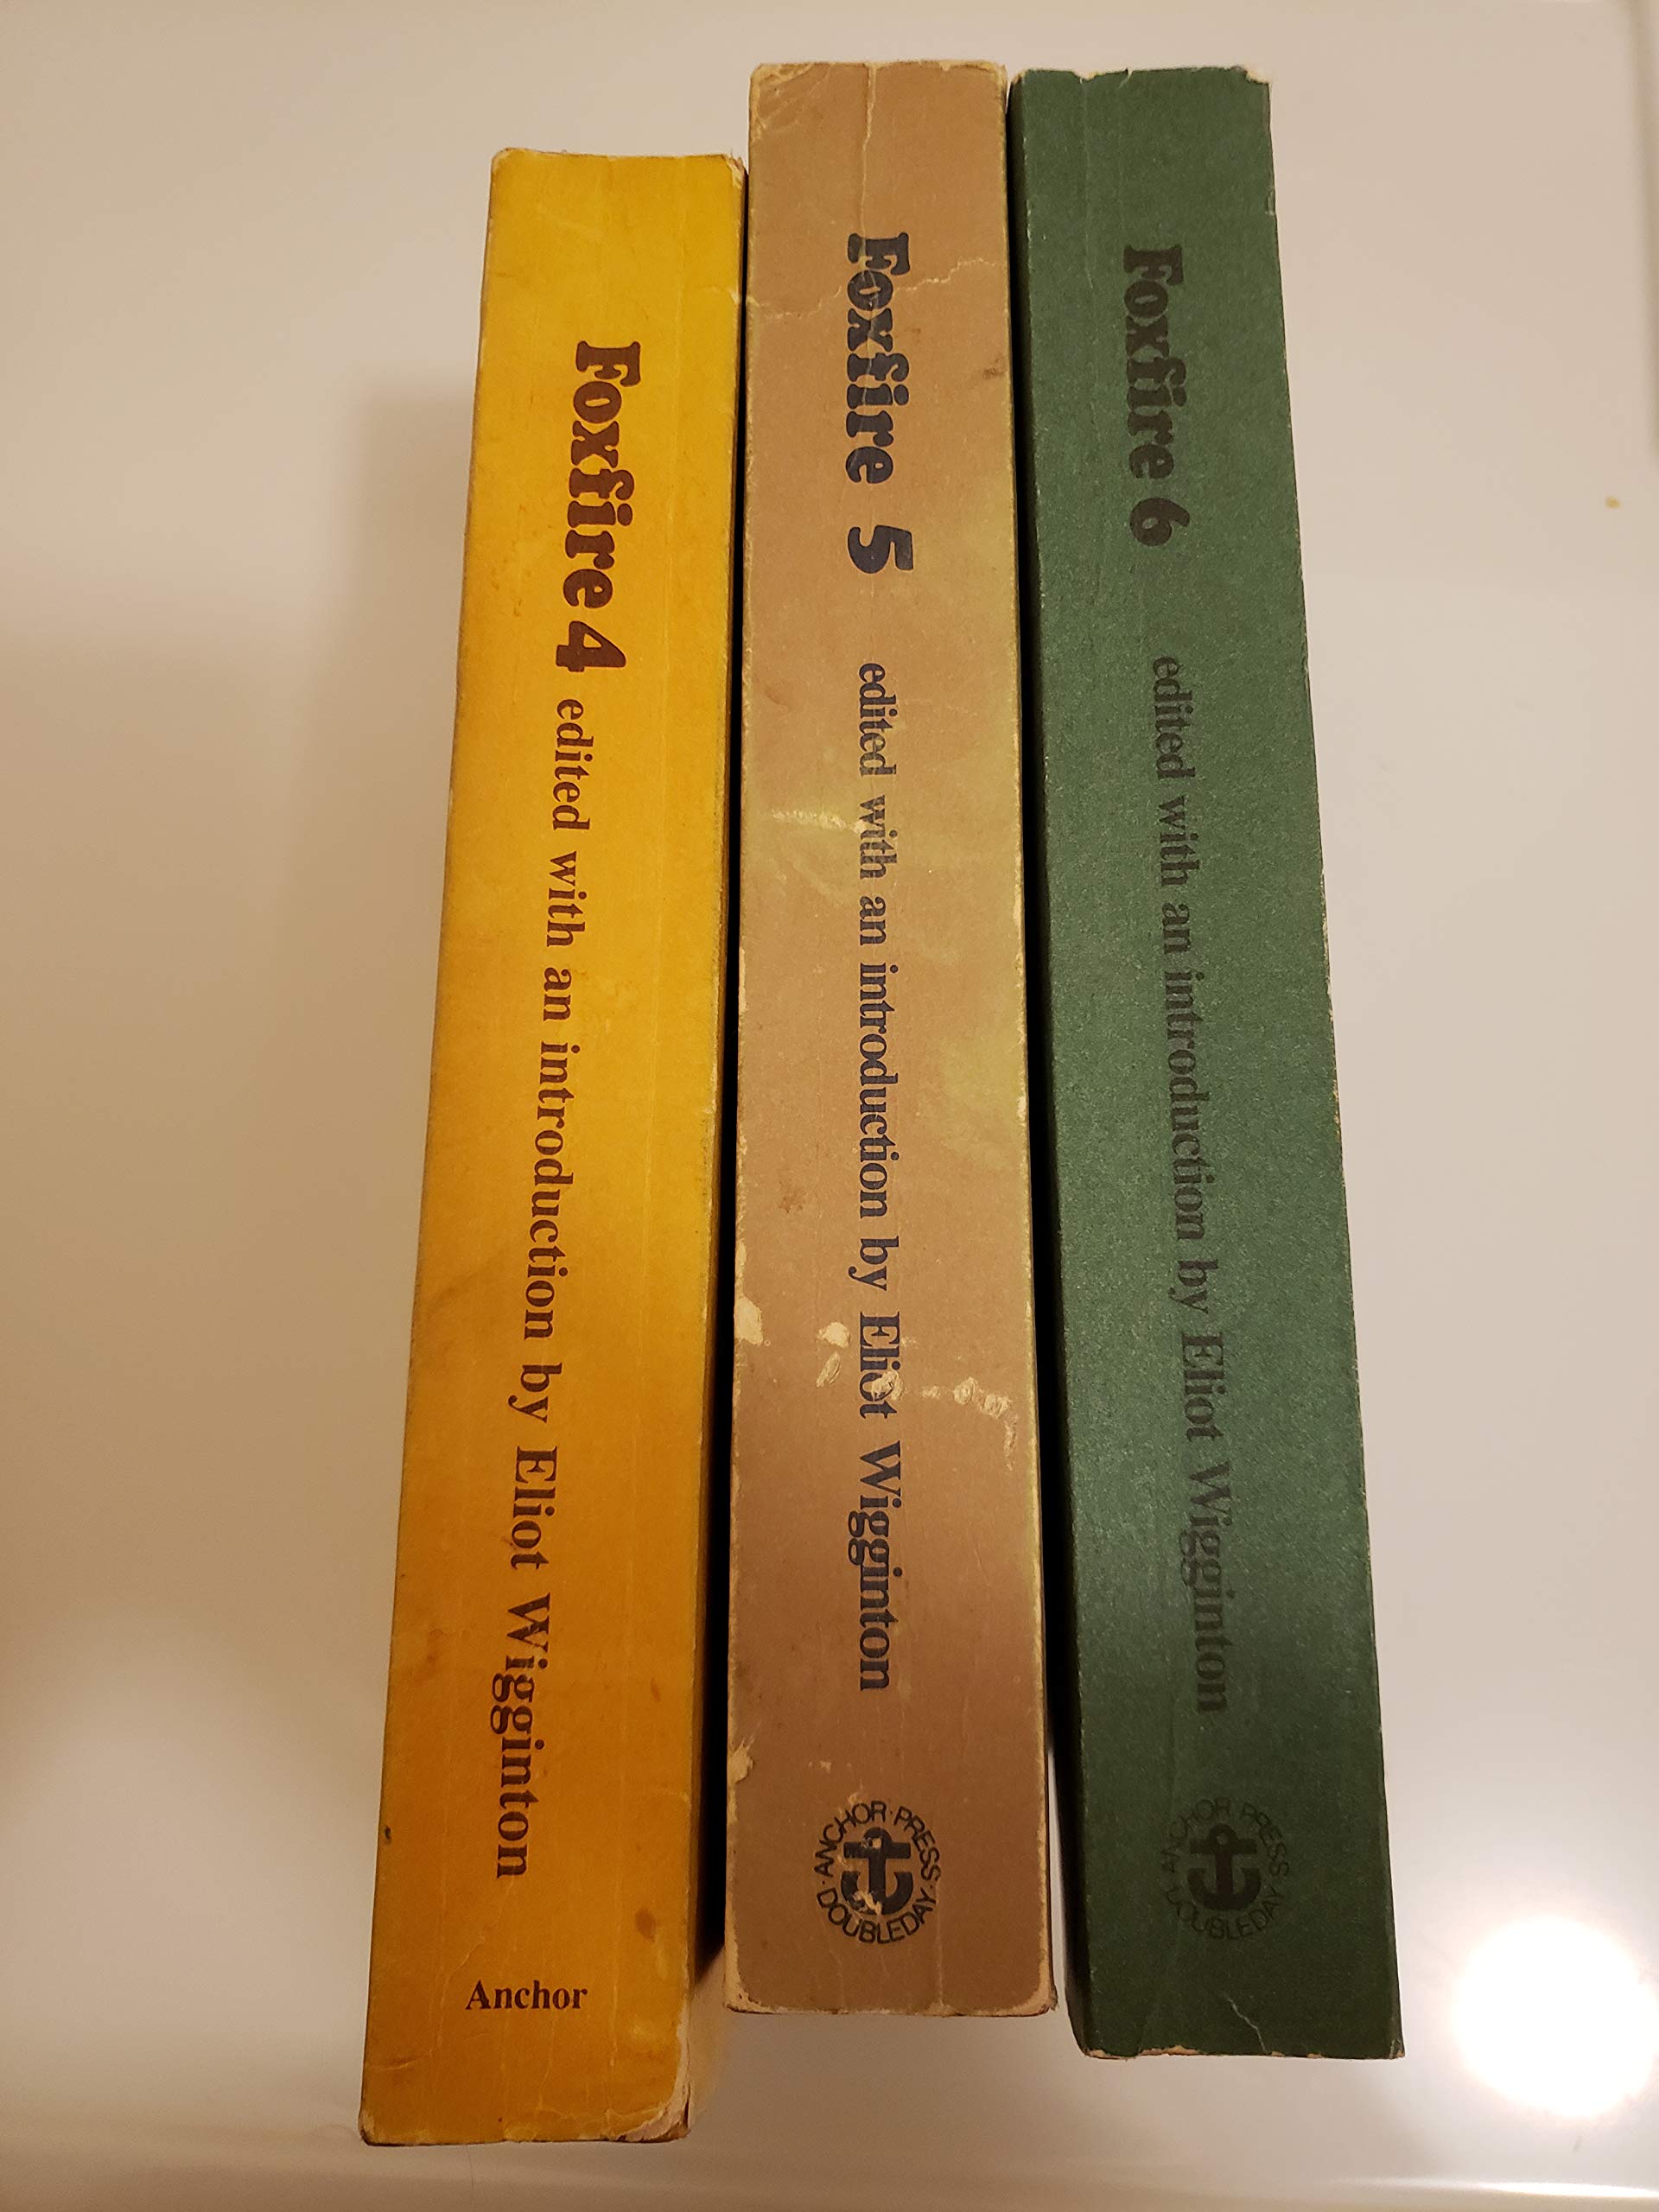 Foxfire 4 edited with an introduction by Eliot Wigginton
Anchor
Foxfire 5 edited with an introduction by Eliot Wigginton
ANCHOR PRESS · DOUBLEDAY ·
Foxfire 6 edited with an introduction by Eliot Wigginton
ANCHOR PRESS · DOUBLEDAY ·